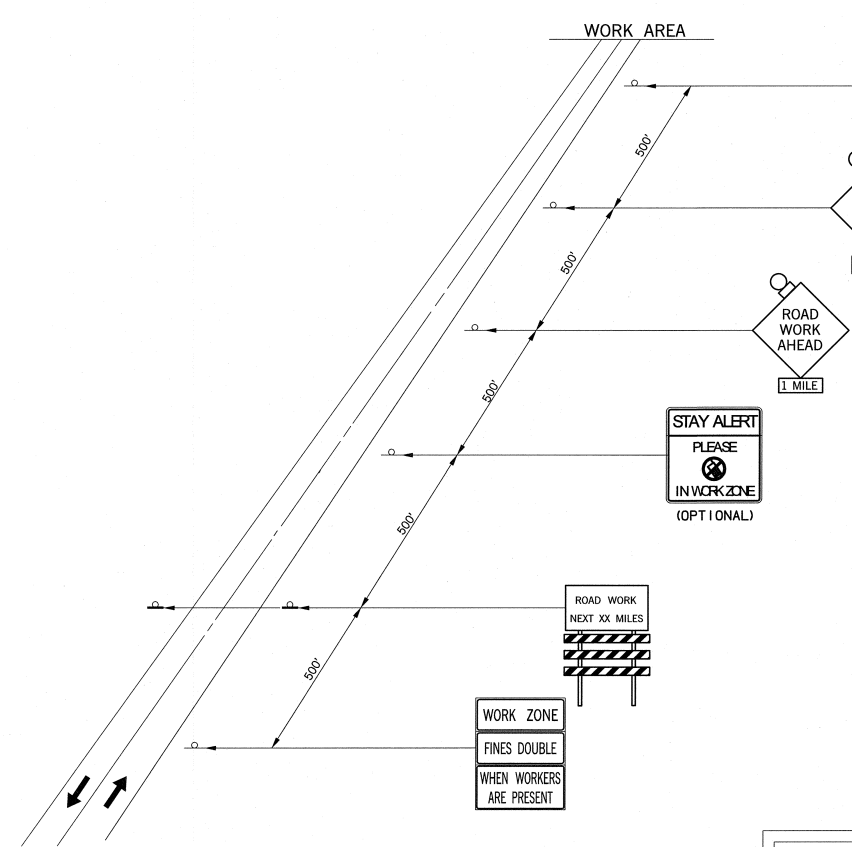 WORK AREA
500'
500'
ROAD
WORK
AHEAD
1 MILE
500'
STAY ALERT
PLEASE
IN WORK ZONE
(OPTIONAL)
500'
ROAD WORK
NEXT XX MILES
500'
WORK ZONE
FINES DOUBLE
WHEN WORKERS
ARE PRESENT